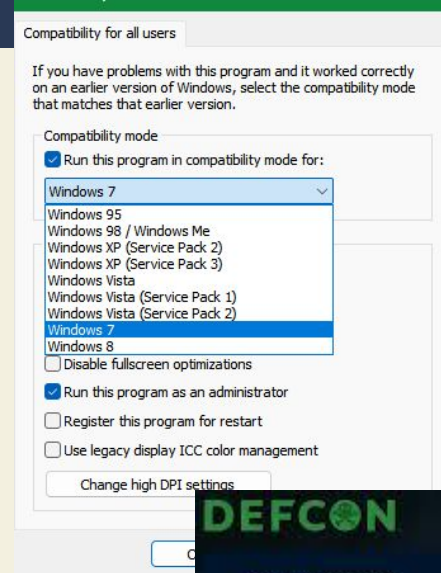 Compatibility for all users
If you have problems with this program and it worked correctly
on an earlier version of Windows, select the compatibility mode
that matches that earlier version.
Compatibility mode
Run this program in compatibility mode for:
Windows 7
Windows 95
Windows 98 / Windows Me
Windows XP (Service Pack 2)
Windows XP (Service Pack 3)
Windows Vista
Windows Vista (Service Pack 1)
Windows Vista (Service Pack 2)
Windows 7
Windows 8
Disable fullscreen optimizations
Run this program as an administrator
Register this program for restart
Use legacy display ICC color management
Change high DPI settings
DEFCON